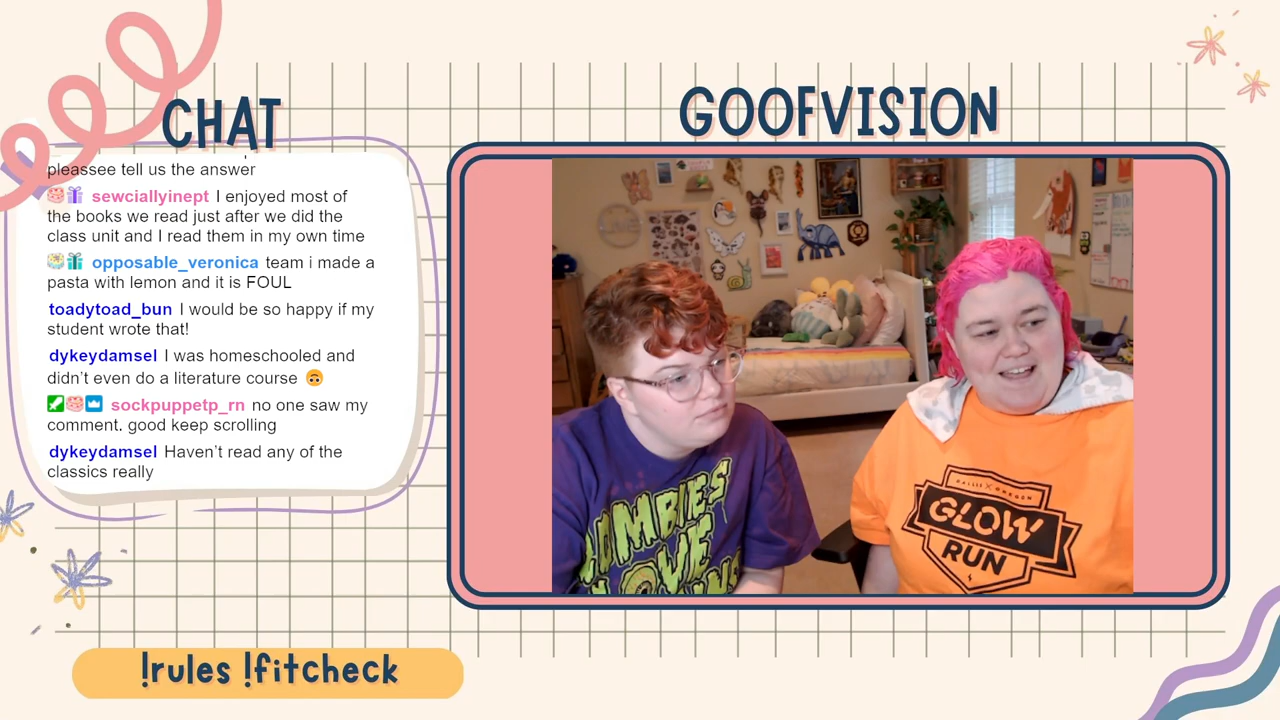 CHAT
GOOFVISION
pleassee tell us the answer
sewciallyinept I enjoyed most of
the books we read just after we did the
class unit and I read them in my own time
opposable_veronica team i made a
pasta with lemon and it is FOUL
toadytoad_bun I would be so happy if my
student wrote that!
dykeydamsel I was homeschooled and
didn't even do a literature course 🙃
sockpuppetp_rn no one saw my
comment. good keep scrolling
dykeydamsel Haven't read any of the
classics really
LIVE
ZOMBIES
LOVE
GLOW
RUN
!rules !fitcheck